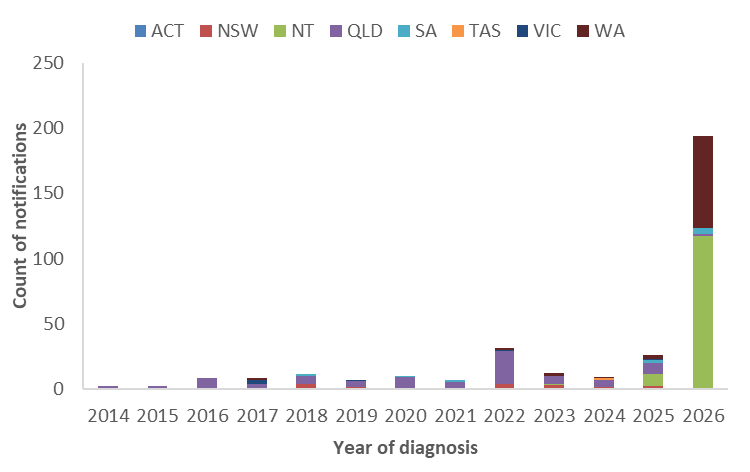 ACT NSW NT QLD SA TAS VIC WA
250
200
150
100
50
0
Count of notifications
2014 2015 2016 2017 2018 2019 2020 2021 2022 2023 2024 2025 2026
Year of diagnosis